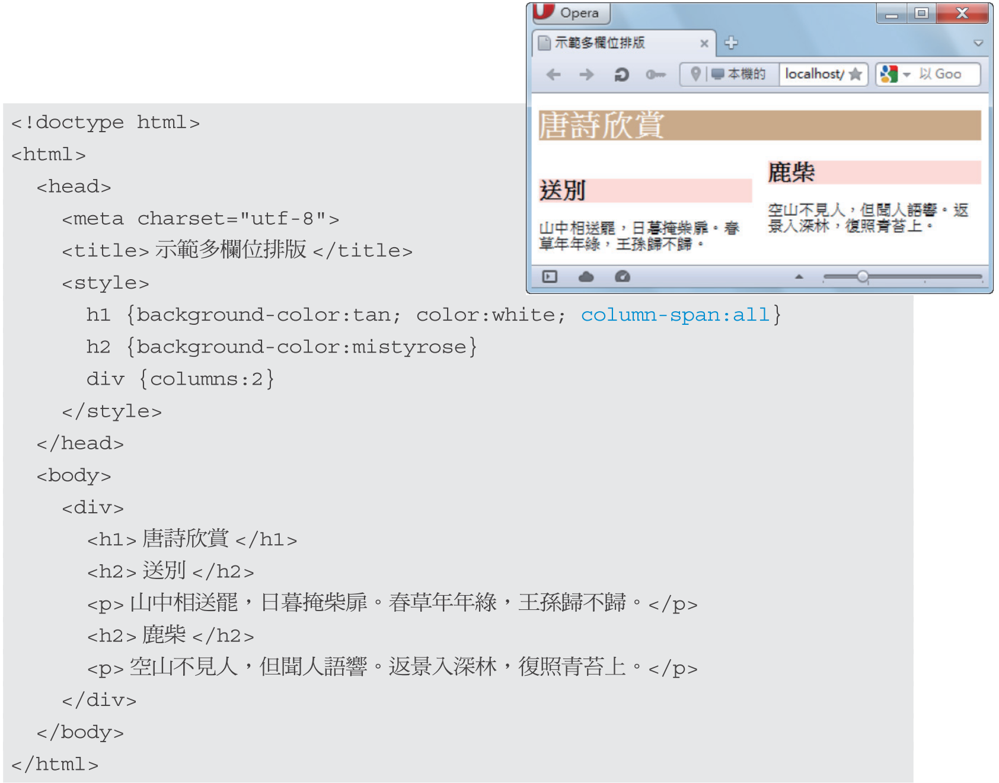 Opera
示範多欄位排版
本機的 localhost/ 以 Goo
唐詩欣賞
送別
山中相送罷，日暮掩柴扉。春
草年年綠，王孫歸不歸。
鹿柴
空山不見人，但聞人語響。返
景入深林，復照青苔上。
<!doctype html>
<html>
<head>
<meta charset="utf-8">
<title> 示範多欄位排版 </title>
<style>
h1 {background-color:tan; color:white; column-span:all}
h2 {background-color:mistyrose}
div {columns:2}
</style>
</head>
<body>
<div>
<h1> 唐詩欣賞 </h1>
<h2> 送別 </h2>
<p> 山中相送罷，日暮掩柴扉。春草年年綠，王孫歸不歸。</p>
<h2> 鹿柴 </h2>
<p> 空山不見人，但聞人語響。返景入深林，復照青苔上。</p>
</div>
</body>
</html>